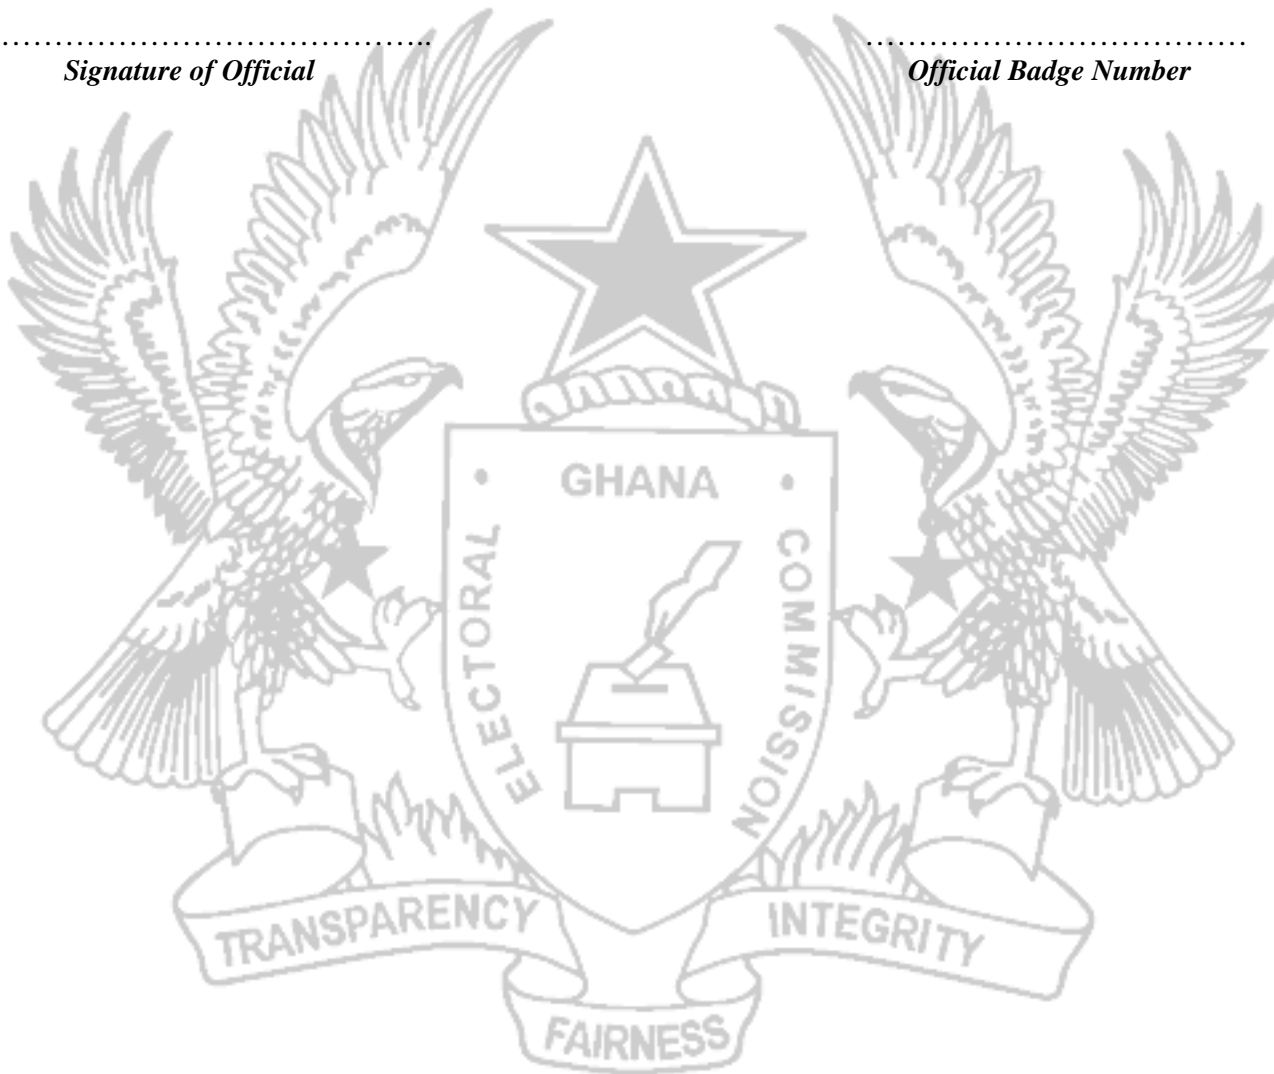 …………………………………….. ………………………………
Signature of Official Official Badge Number
GHANA
ELECTORAL
COMMISSION
TRANSPARENCY
INTEGRITY
FAIRNESS